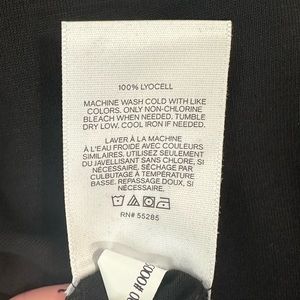 100% LYOCELL
MACHINE WASH COLD WITH LIKE
COLORS. ONLY NON-CHLORINE
BLEACH WHEN NEEDED. TUMBLE
DRY LOW. COOL IRON IF NEEDED.
LAVER À LA MACHINE
À L'EAU FROIDE AVEC COULEURS
SIMILAIRES. UTILISEZ SEULEMENT
DU JAVELLISANT SANS CHLORE, SI
NÉCESSAIRE. SÉCHAGE PAR
CULBUTAGE À TEMPÉRATURE
BASSE. REPASSAGE DOUX, SI
NÉCESSAIRE.
RN# 55285